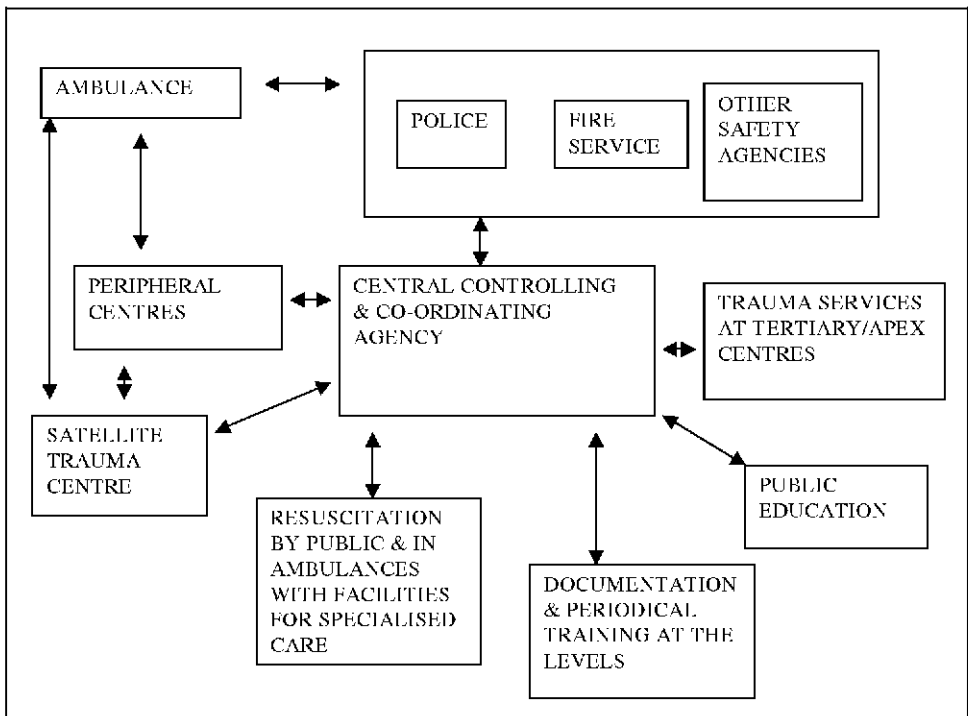 AMBULANCE
POLICE
FIRE
SERVICE
OTHER
SAFETY
AGENCIES
PERIPHERAL
CENTRES
CENTRAL CONTROLLING
& CO-ORDINATING
AGENCY
TRAUMA SERVICES
AT TERTIARY/APEX
CENTRES
SATELLITE
TRAUMA
CENTRE
PUBLIC
EDUCATION
RESUSCITATION
BY PUBLIC & IN
AMBULANCES
WITH FACILITIES
FOR SPECIALISED
CARE
DOCUMENTATION
& PERIODICAL
TRAINING AT THE
LEVELS